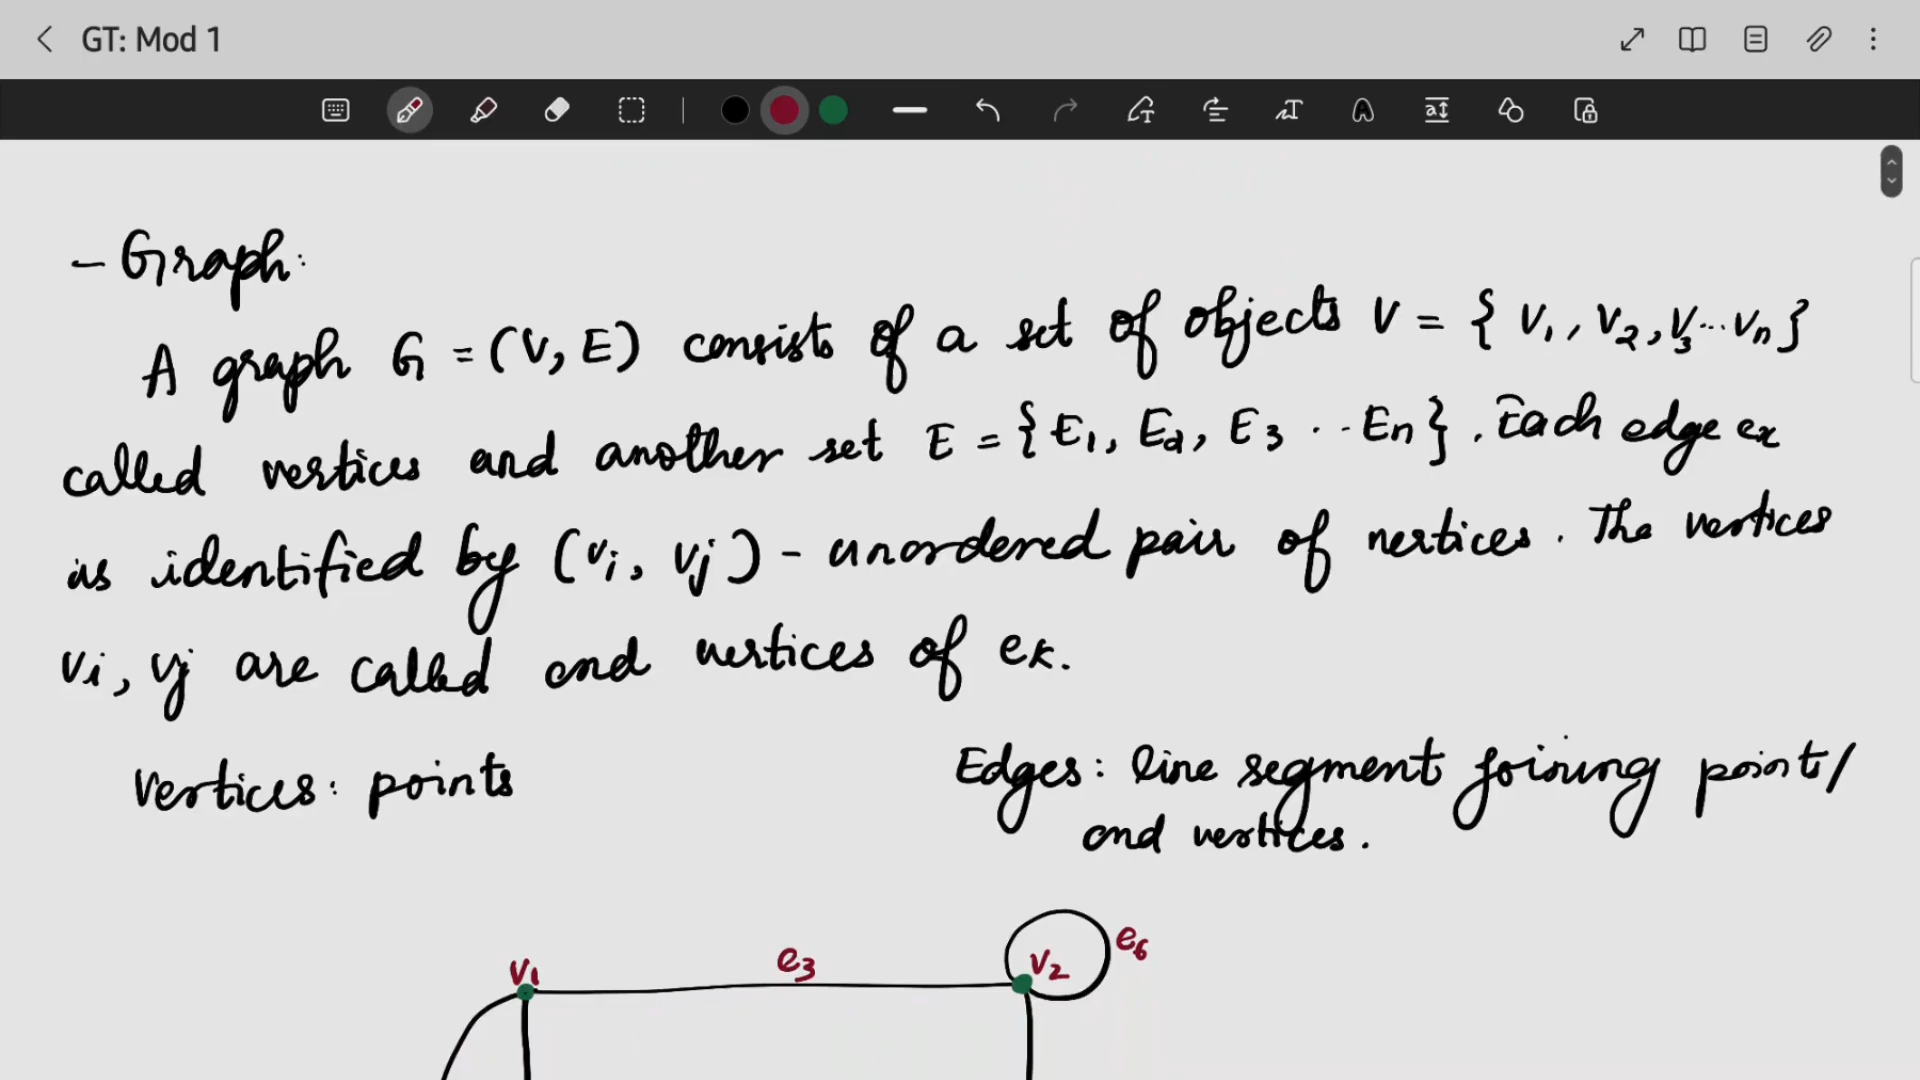 GT: Mod 1
- Graph:
A graph G = (V, E) consists of a set of objects V = { V1, V2, V3 ... Vn }
called vertices and another set E = { E1, E2, E3 ... En }. Each edge ek
is identified by (vi, vj) - unordered pair of vertices. The vertices
vi, vj are called end vertices of ek.
Vertices: points
Edges: line segment joining points/
end vertices.
e6
V1 e3 V2